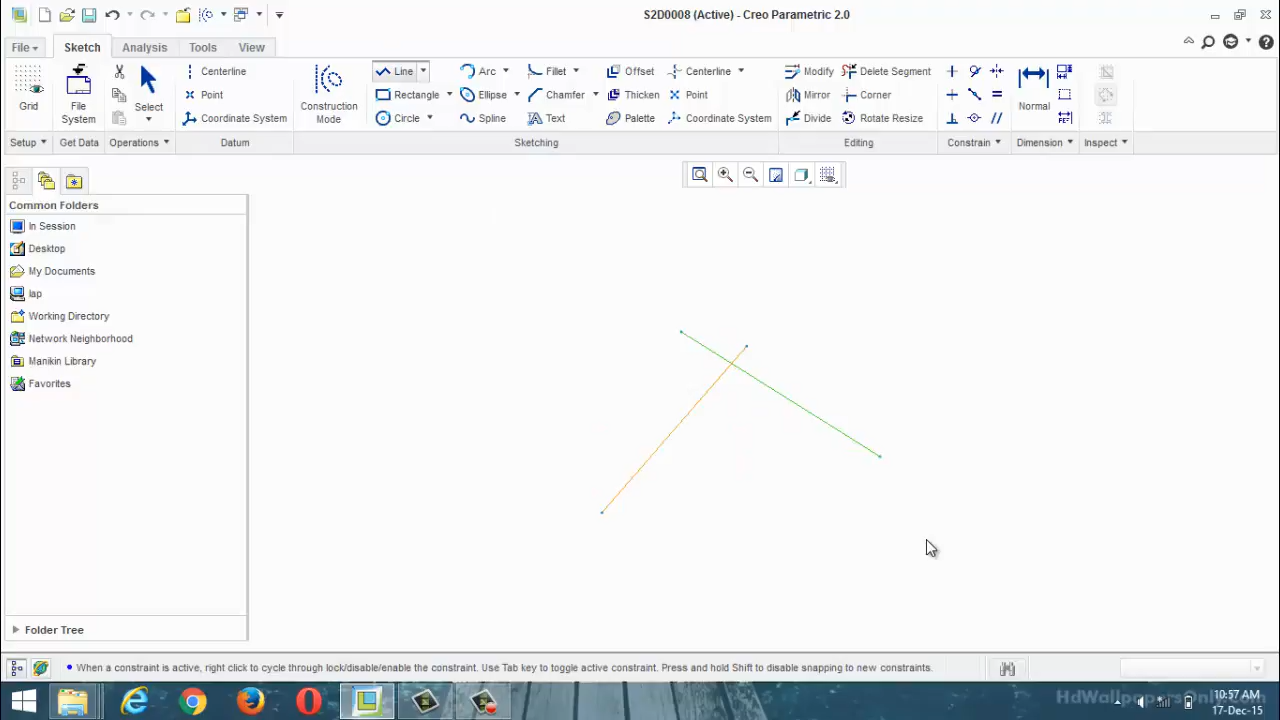 S2D0008 (Active) - Creo Parametric 2.0
File Sketch Analysis Tools View
Grid
File System
Select
Centerline
Point
Coordinate System
Construction Mode
Line Arc Fillet Offset Centerline
Rectangle Ellipse Chamfer Thicken Point
Circle Spline Text Palette Coordinate System
Modify Delete Segment
Mirror Corner
Divide Rotate Resize
Normal
Setup Get Data Operations Datum Sketching Editing Constrain Dimension Inspect
Common Folders
In Session
Desktop
My Documents
lap
Working Directory
Network Neighborhood
Manikin Library
Favorites
Folder Tree
When a constraint is active, right click to cycle through lock/disable/enable the constraint. Use Tab key to toggle active constraint. Press and hold Shift to disable snapping to new constraints.
HdWallpapersOnly.com
10:57 AM
17-Dec-15